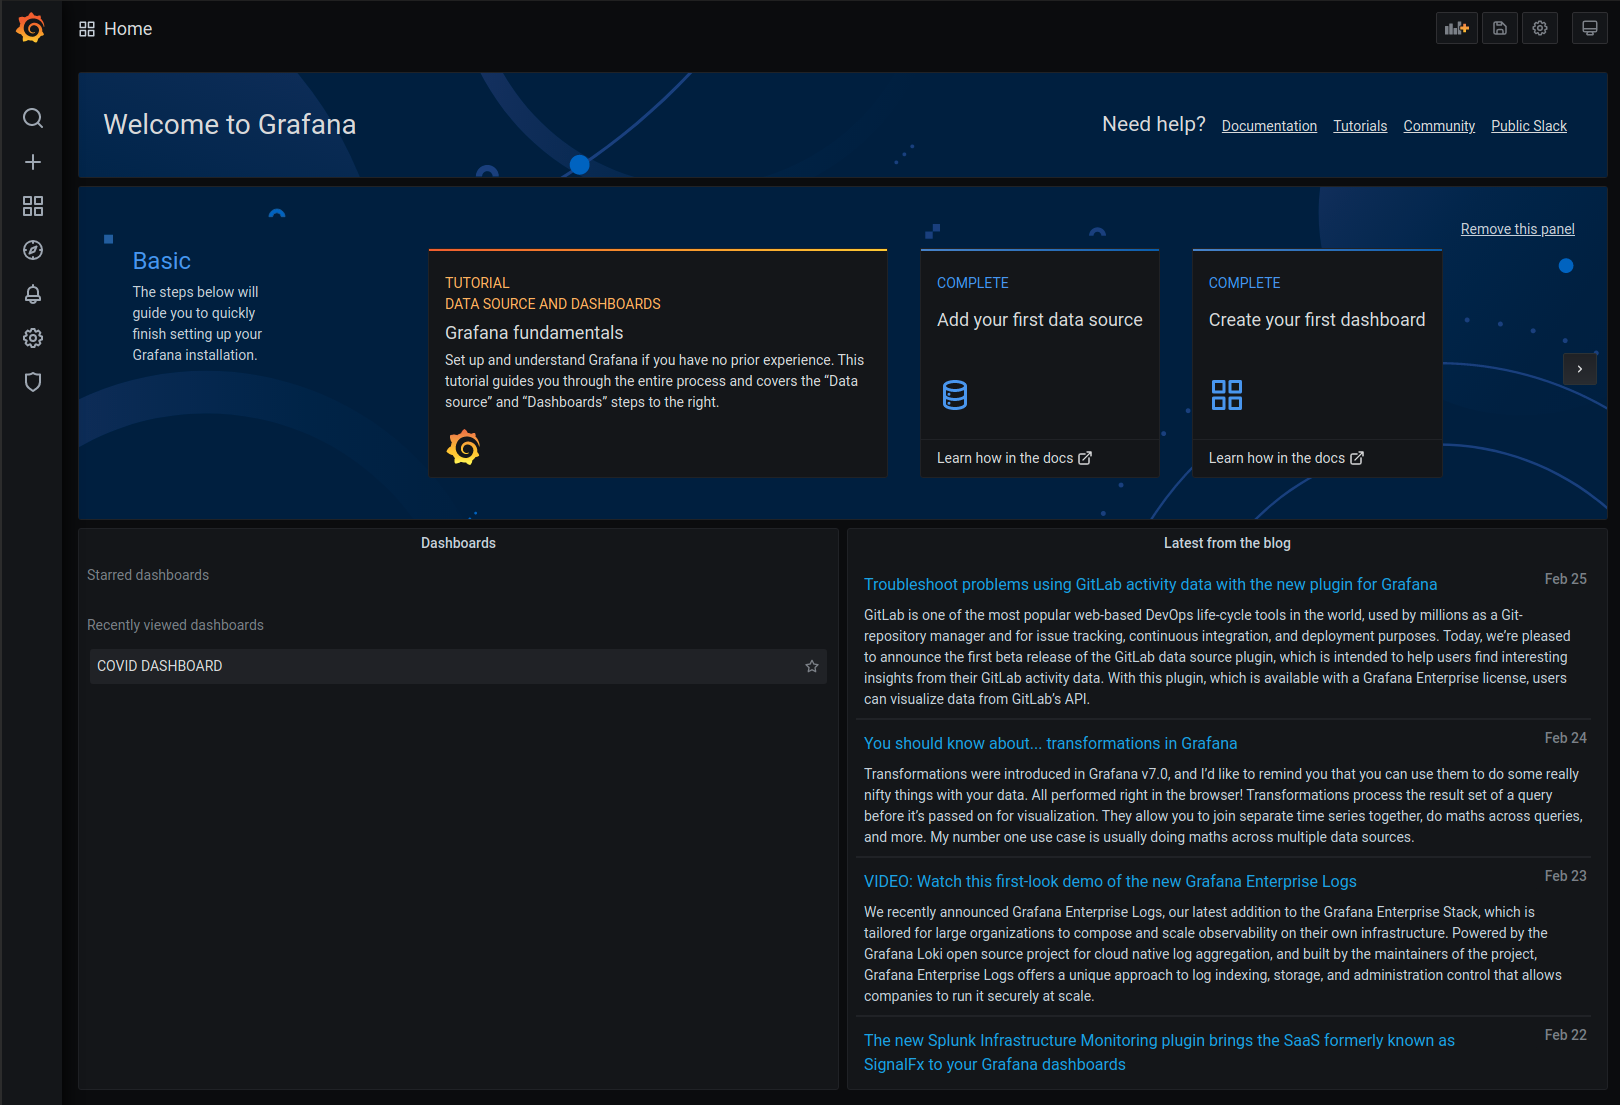 Home
Welcome to Grafana
Need help? Documentation Tutorials Community Public Slack
Remove this panel
Basic
The steps below will
guide you to quickly
finish setting up your
Grafana installation.
TUTORIAL
DATA SOURCE AND DASHBOARDS
Grafana fundamentals
Set up and understand Grafana if you have no prior experience. This
tutorial guides you through the entire process and covers the “Data
source” and “Dashboards” steps to the right.
COMPLETE
Add your first data source
Learn how in the docs
COMPLETE
Create your first dashboard
Learn how in the docs
Dashboards
Starred dashboards
Recently viewed dashboards
COVID DASHBOARD
Latest from the blog
Troubleshoot problems using GitLab activity data with the new plugin for Grafana
Feb 25
GitLab is one of the most popular web-based DevOps life-cycle tools in the world, used by millions as a Git-
repository manager and for issue tracking, continuous integration, and deployment purposes. Today, we’re pleased
to announce the first beta release of the GitLab data source plugin, which is intended to help users find interesting
insights from their GitLab activity data. With this plugin, which is available with a Grafana Enterprise license, users
can visualize data from GitLab’s API.
You should know about... transformations in Grafana
Feb 24
Transformations were introduced in Grafana v7.0, and I’d like to remind you that you can use them to do some really
nifty things with your data. All performed right in the browser! Transformations process the result set of a query
before it’s passed on for visualization. They allow you to join separate time series together, do maths across queries,
and more. My number one use case is usually doing maths across multiple data sources.
VIDEO: Watch this first-look demo of the new Grafana Enterprise Logs
Feb 23
We recently announced Grafana Enterprise Logs, our latest addition to the Grafana Enterprise Stack, which is
tailored for large organizations to compose and scale observability on their own infrastructure. Powered by the
Grafana Loki open source project for cloud native log aggregation, and built by the maintainers of the project,
Grafana Enterprise Logs offers a unique approach to log indexing, storage, and administration control that allows
companies to run it securely at scale.
The new Splunk Infrastructure Monitoring plugin brings the SaaS formerly known as
SignalFx to your Grafana dashboards
Feb 22